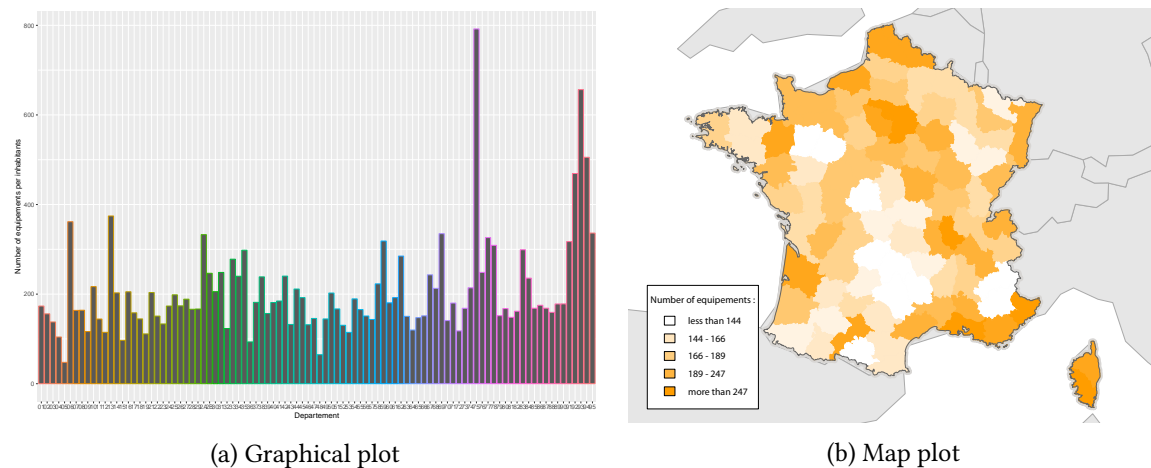 800
600
400
200
0
Number of equipements per inhabitants
Departement
(a) Graphical plot
Number of equipements :
less than 144
144 - 166
166 - 189
189 - 247
more than 247
(b) Map plot